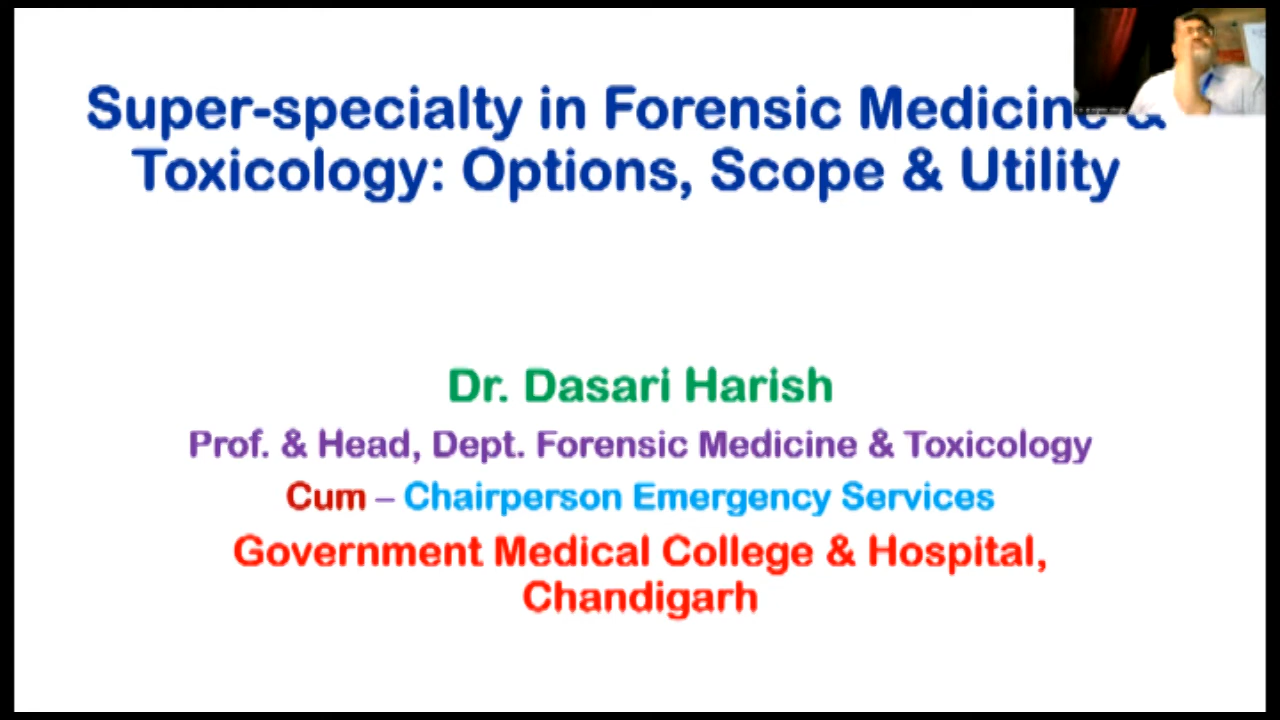 Super-specialty in Forensic Medicine &
Toxicology: Options, Scope & Utility
Dr. Dasari Harish
Prof. & Head, Dept. Forensic Medicine & Toxicology
Cum – Chairperson Emergency Services
Government Medical College & Hospital,
Chandigarh